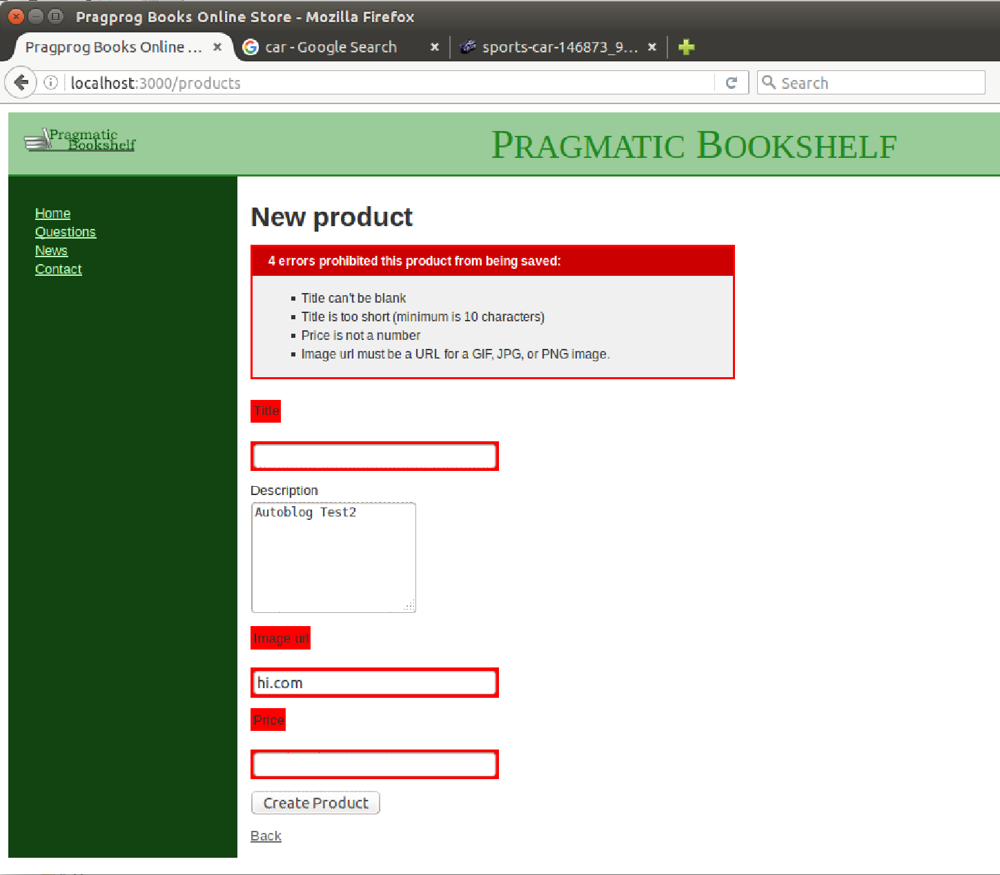 Pragprog Books Online Store - Mozilla Firefox
Pragprog Books Online ... car - Google Search sports-car-146873_9...
localhost:3000/products Search
Pragmatic
Bookshelf
PRAGMATIC BOOKSHELF
Home
Questions
News
Contact
New product
4 errors prohibited this product from being saved:
Title can't be blank
Title is too short (minimum is 10 characters)
Price is not a number
Image url must be a URL for a GIF, JPG, or PNG image.
Title
Description
Autoblog Test2
Image url
hi.com
Price
Create Product
Back